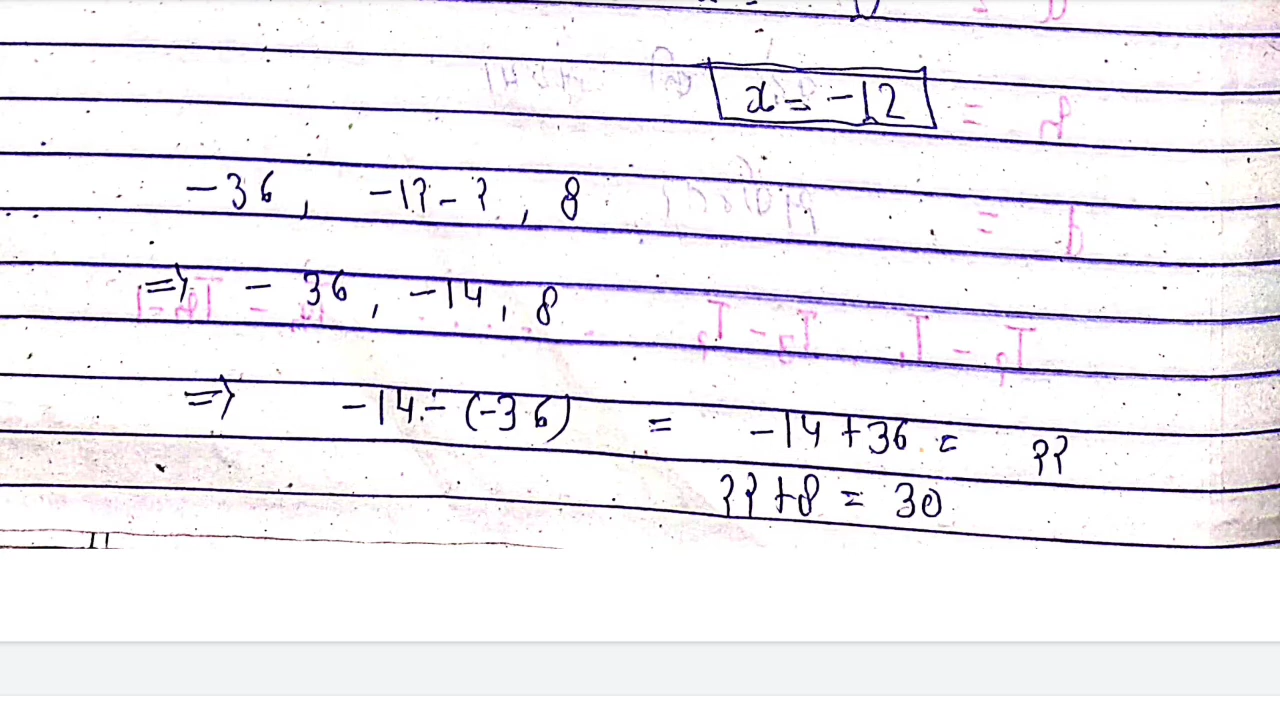 x = -12
-36, -12-2, 8
=> - 36, -14, 8
=> -14 - (-36) = -14 + 36 = 22
22 + 8 = 30